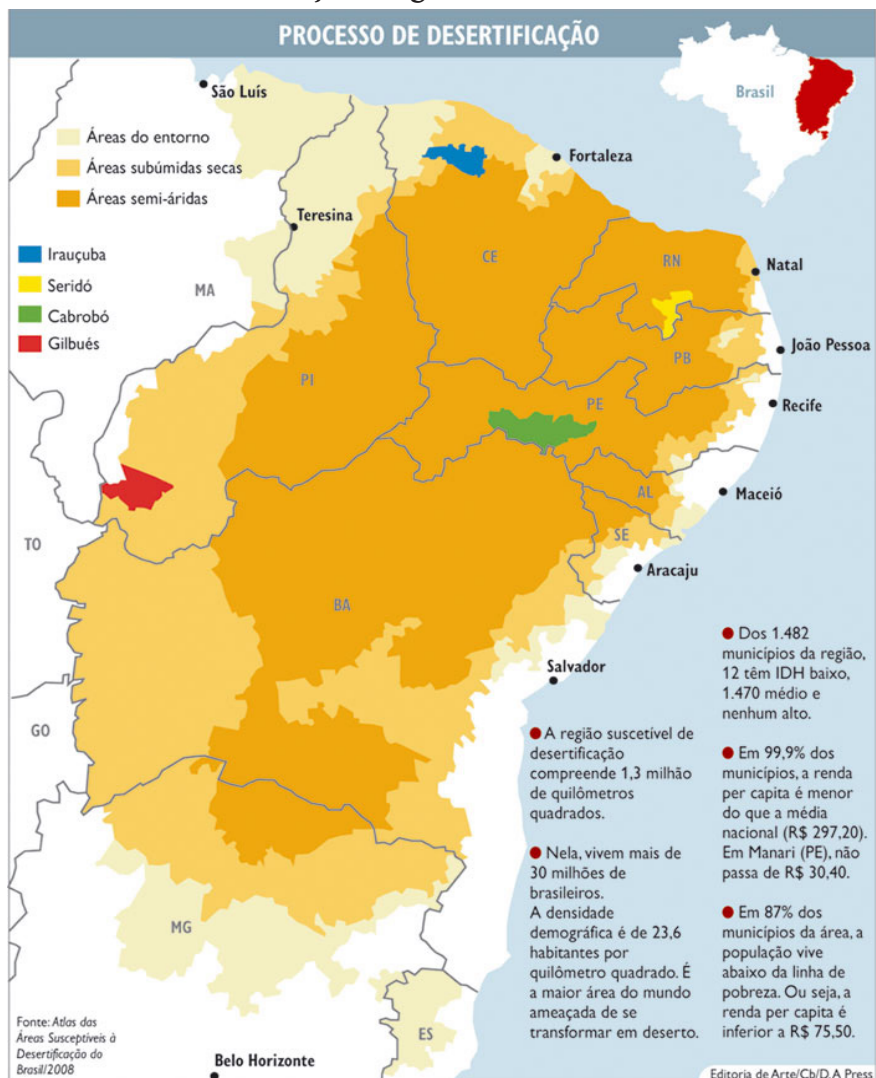 PROCESSO DE DESERTIFICAÇÃO
Brasil
São Luís
Áreas do entorno
Áreas subúmidas secas
Áreas semi-áridas
Fortaleza
Teresina
Irauçuba
Seridó
Cabrobó
Gilbués
CE
RN
Natal
MA
João Pessoa
PB
PI
PE
Recife
AL
Maceió
TO
SE
Aracaju
BA
Salvador
GO
MG
ES
Belo Horizonte
● A região suscetível de
desertificação
compreende 1,3 milhão
de quilômetros
quadrados.
● Nela, vivem mais de
30 milhões de
brasileiros.
A densidade
demográfica é de 23,6
habitantes por
quilômetro quadrado. É
a maior área do mundo
ameaçada de se
transformar em deserto.
● Dos 1.482
municípios da região,
12 têm IDH baixo,
1.470 médio e
nenhum alto.
● Em 99,9% dos
municípios, a renda
per capita é menor
do que a média
nacional (R$ 297,20).
Em Manari (PE), não
passa de R$ 30,40.
● Em 87% dos
municípios da área, a
população vive
abaixo da linha de
pobreza. Ou seja, a
renda per capita é
inferior a R$ 75,50.
Fonte: Atlas das
Áreas Susceptíveis à
Desertificação do
Brasil/2008
Editoria de Arte/Cb/D.A Press